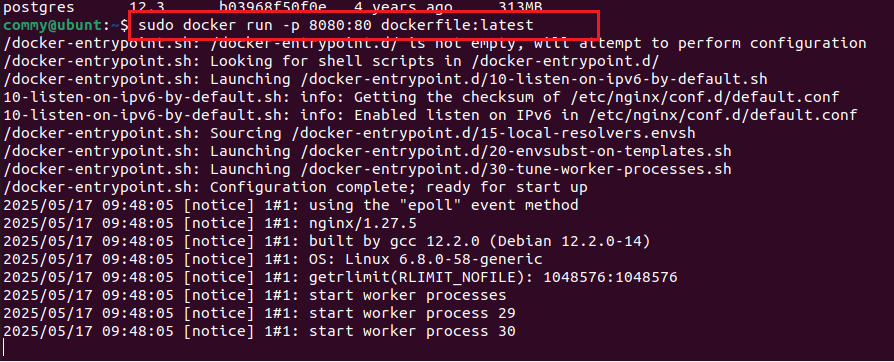 postgres 12.3 b03968f50f0e 4 years ago 313MB
commy@ubunt:~$ sudo docker run -p 8080:80 dockerfile:latest
/docker-entrypoint.sh: /docker-entrypoint.d/ is not empty, will attempt to perform configuration
/docker-entrypoint.sh: Looking for shell scripts in /docker-entrypoint.d/
/docker-entrypoint.sh: Launching /docker-entrypoint.d/10-listen-on-ipv6-by-default.sh
10-listen-on-ipv6-by-default.sh: info: Getting the checksum of /etc/nginx/conf.d/default.conf
10-listen-on-ipv6-by-default.sh: info: Enabled listen on IPv6 in /etc/nginx/conf.d/default.conf
/docker-entrypoint.sh: Sourcing /docker-entrypoint.d/15-local-resolvers.envsh
/docker-entrypoint.sh: Launching /docker-entrypoint.d/20-envsubst-on-templates.sh
/docker-entrypoint.sh: Launching /docker-entrypoint.d/30-tune-worker-processes.sh
/docker-entrypoint.sh: Configuration complete; ready for start up
2025/05/17 09:48:05 [notice] 1#1: using the "epoll" event method
2025/05/17 09:48:05 [notice] 1#1: nginx/1.27.5
2025/05/17 09:48:05 [notice] 1#1: built by gcc 12.2.0 (Debian 12.2.0-14)
2025/05/17 09:48:05 [notice] 1#1: OS: Linux 6.8.0-58-generic
2025/05/17 09:48:05 [notice] 1#1: getrlimit(RLIMIT_NOFILE): 1048576:1048576
2025/05/17 09:48:05 [notice] 1#1: start worker processes
2025/05/17 09:48:05 [notice] 1#1: start worker process 29
2025/05/17 09:48:05 [notice] 1#1: start worker process 30